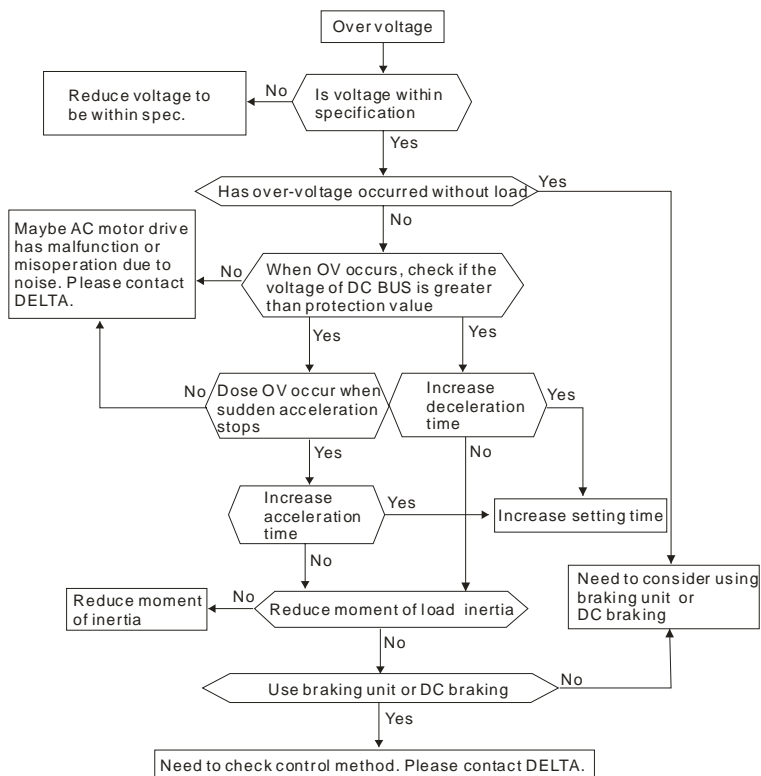 Over voltage
Reduce voltage to
be within spec.
No
Is voltage within
specification
Yes
Has over-voltage occurred without load
Yes
No
Maybe AC motor drive
has malfunction or
misoperation due to
noise. Please contact
DELTA.
No
When OV occurs, check if the
voltage of DC BUS is greater
than protection value
Yes
Yes
No
Dose OV occur when
sudden acceleration
stops
Increase
deceleration
time
Yes
Yes
No
Increase
acceleration
time
Yes
Increase setting time
No
Reduce moment
of inertia
No
Reduce moment of load inertia
Need to consider using
braking unit or
DC braking
No
Use braking unit or DC braking
No
Yes
Need to check control method. Please contact DELTA.